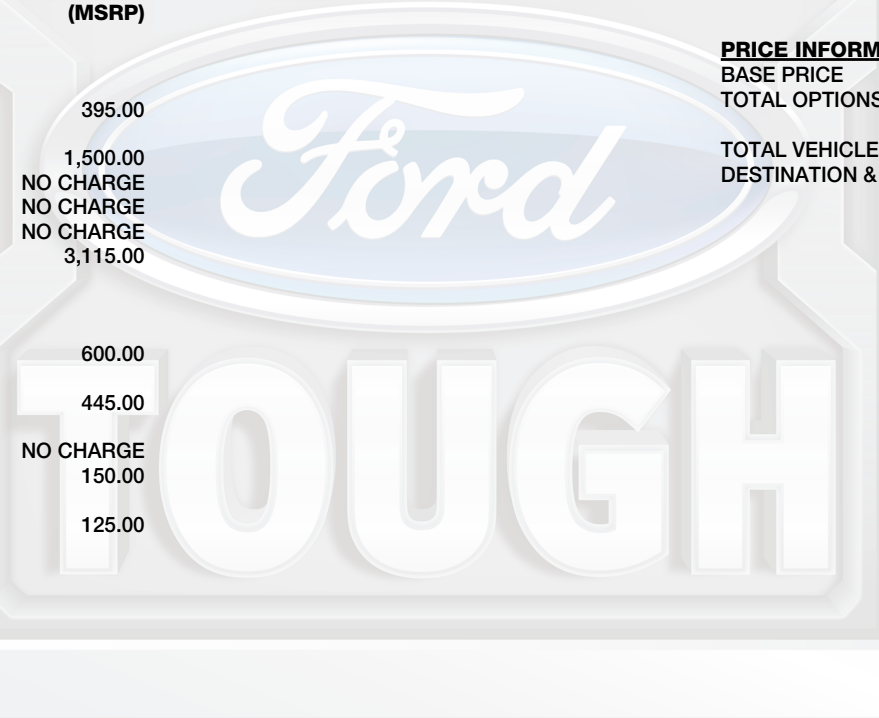 (MSRP)
395.00
1,500.00
NO CHARGE
NO CHARGE
NO CHARGE
3,115.00
600.00
445.00
NO CHARGE
150.00
125.00
PRICE INFORM
BASE PRICE
TOTAL OPTIONS
TOTAL VEHICLE
DESTINATION &
Ford
TOUGH